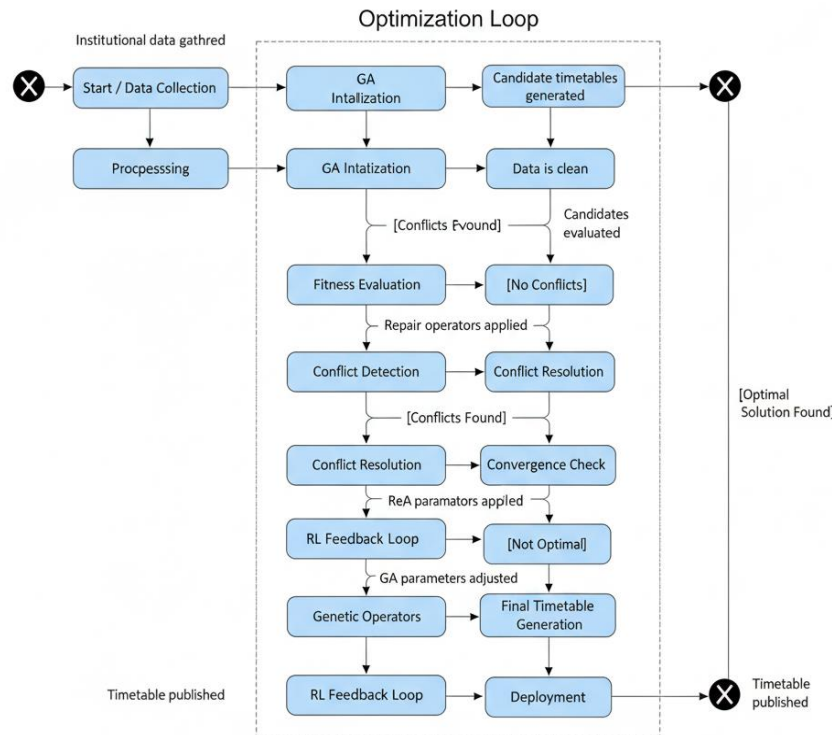 Optimization Loop
Institutional data gathred
Start / Data Collection
GA
Intallization
Candidate timetables
generated
Procpesssing
GA Intatization
Data is clean
[Conflicts Fvound]
Candidates
evaluated
Fitness Evaluation
[No Conflicts]
Repair operators applied
Conflict Detection
Conflict Resolution
[Optimal
Solution Found]
[Conflicts Found]
Conflict Resolution
Convergence Check
ReA paramators applled
RL Feedback Loop
[Not Optimal]
GA parameters adjusted
Genetic Operators
Final Timetable
Generation
Timetable published
RL Feedback Loop
Deployment
Timetable
published